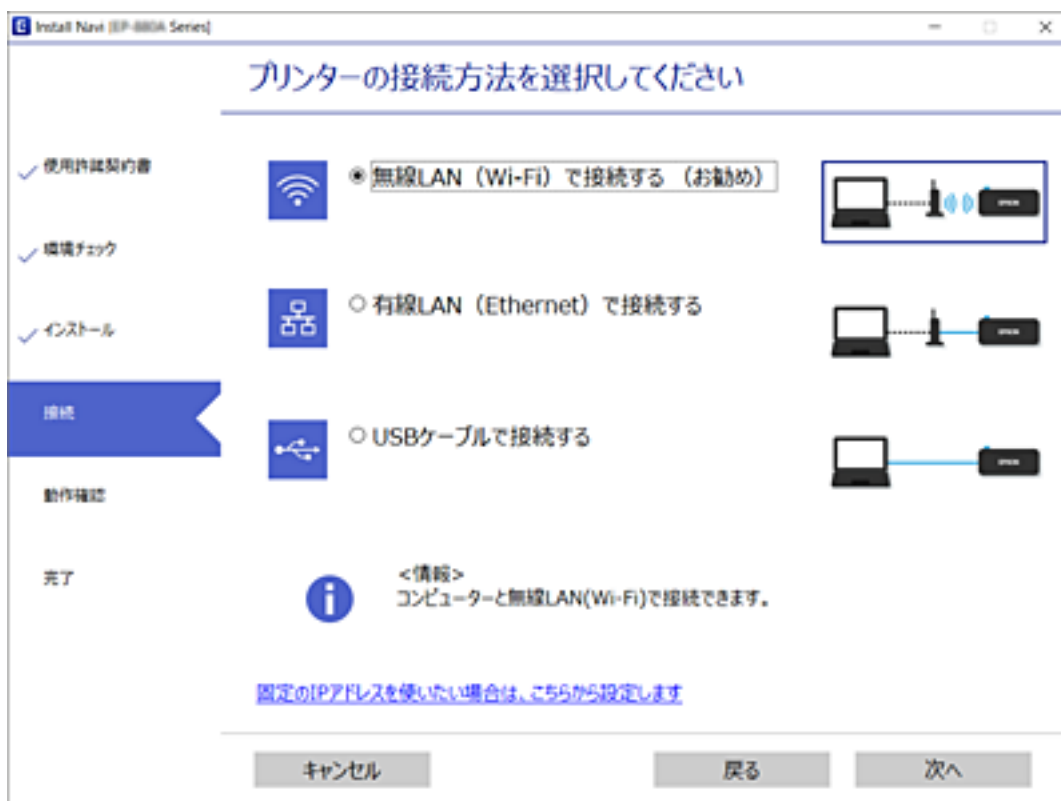 Install Navi [EP-880A Series]
プリンターの接続方法を選択してください
使用許諾契約書
環境チェック
インストール
接続
動作確認
完了
無線LAN（Wi-Fi）で接続する （お勧め）
EPSON
有線LAN（Ethernet）で接続する
EPSON
USBケーブルで接続する
EPSON
<情報>
コンピューターと無線LAN(Wi-Fi)で接続できます。
固定のIPアドレスを使いたい場合は、こちらから設定します
キャンセル
戻る
次へ